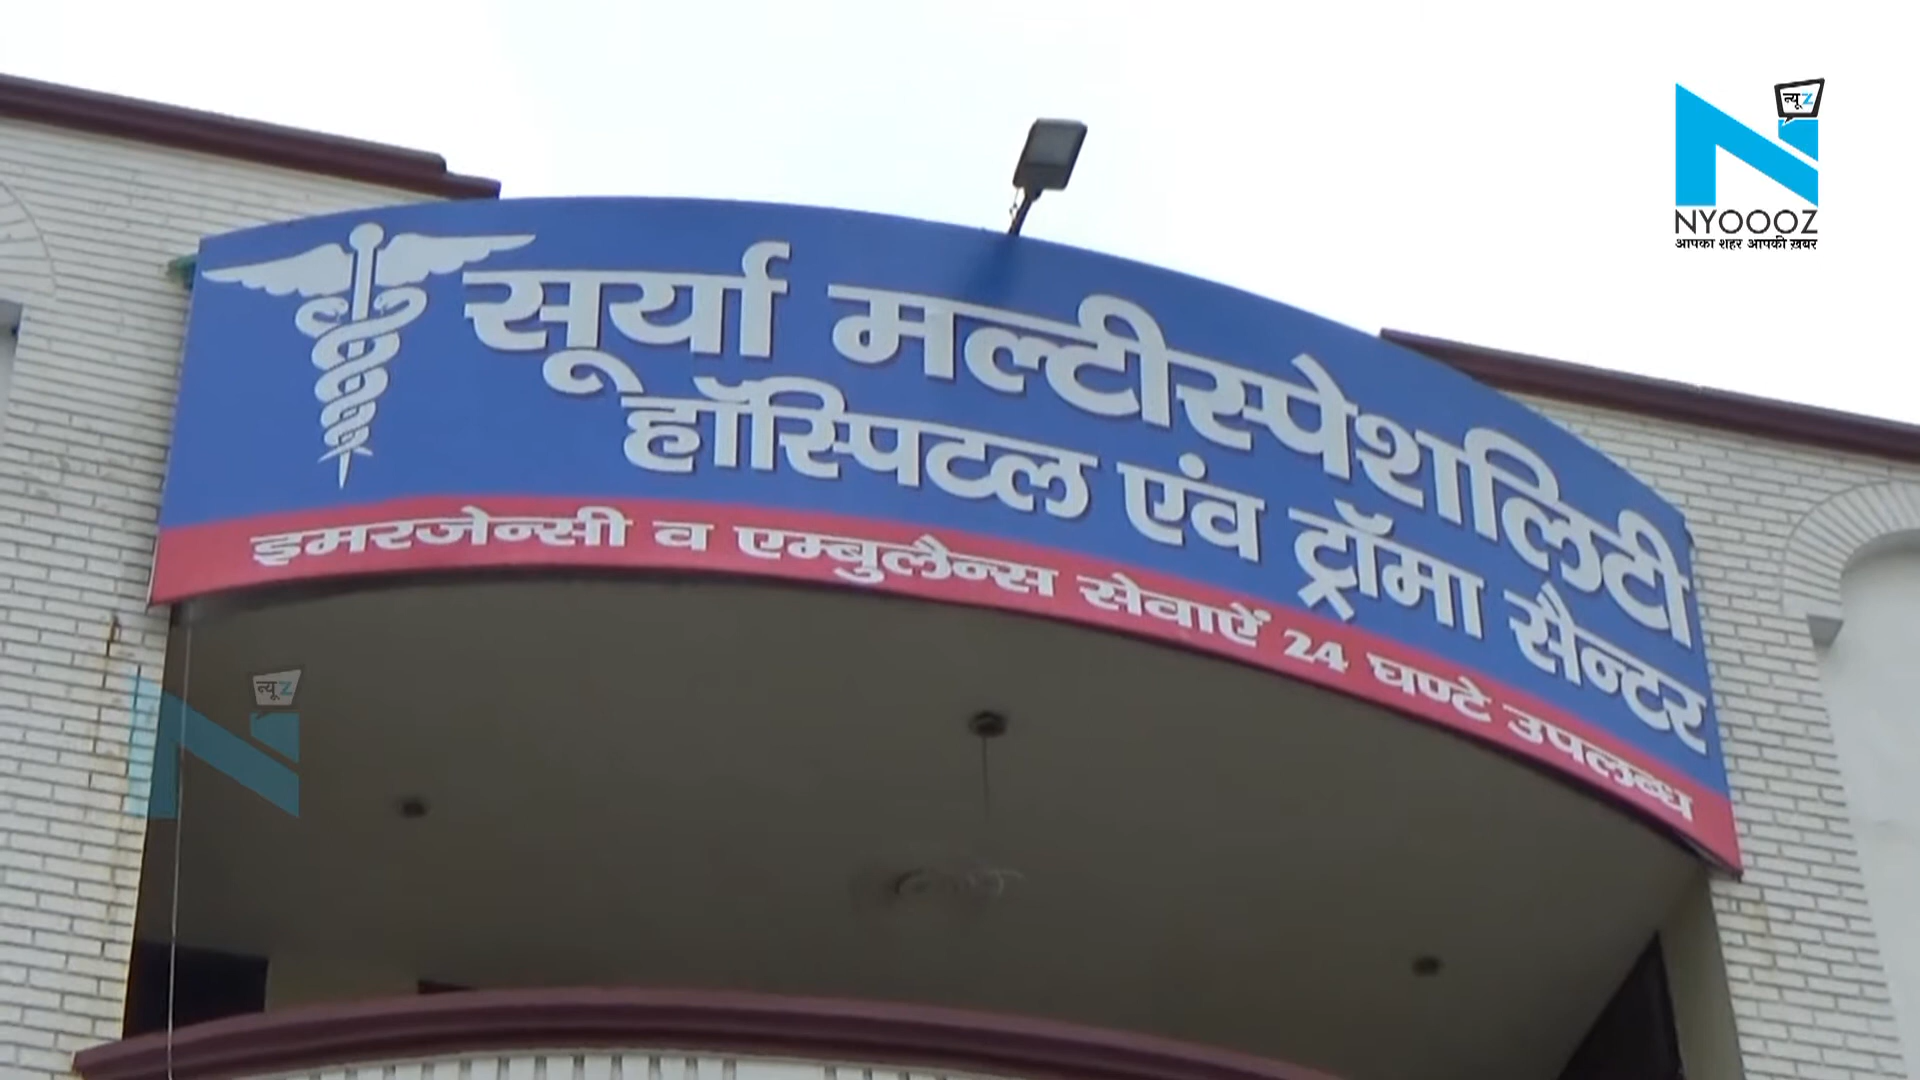 सूर्या मल्टीस्पेशलिटी
हॉस्पिटल एंव ट्रॉमा सैन्टर
इमरजेन्सी व एम्बुलैन्स सेवाऐं 24 घण्टे उपलब्ध
न्यूZ
NYOOOZ
आपका शहर आपकी ख़बर
न्यूZ